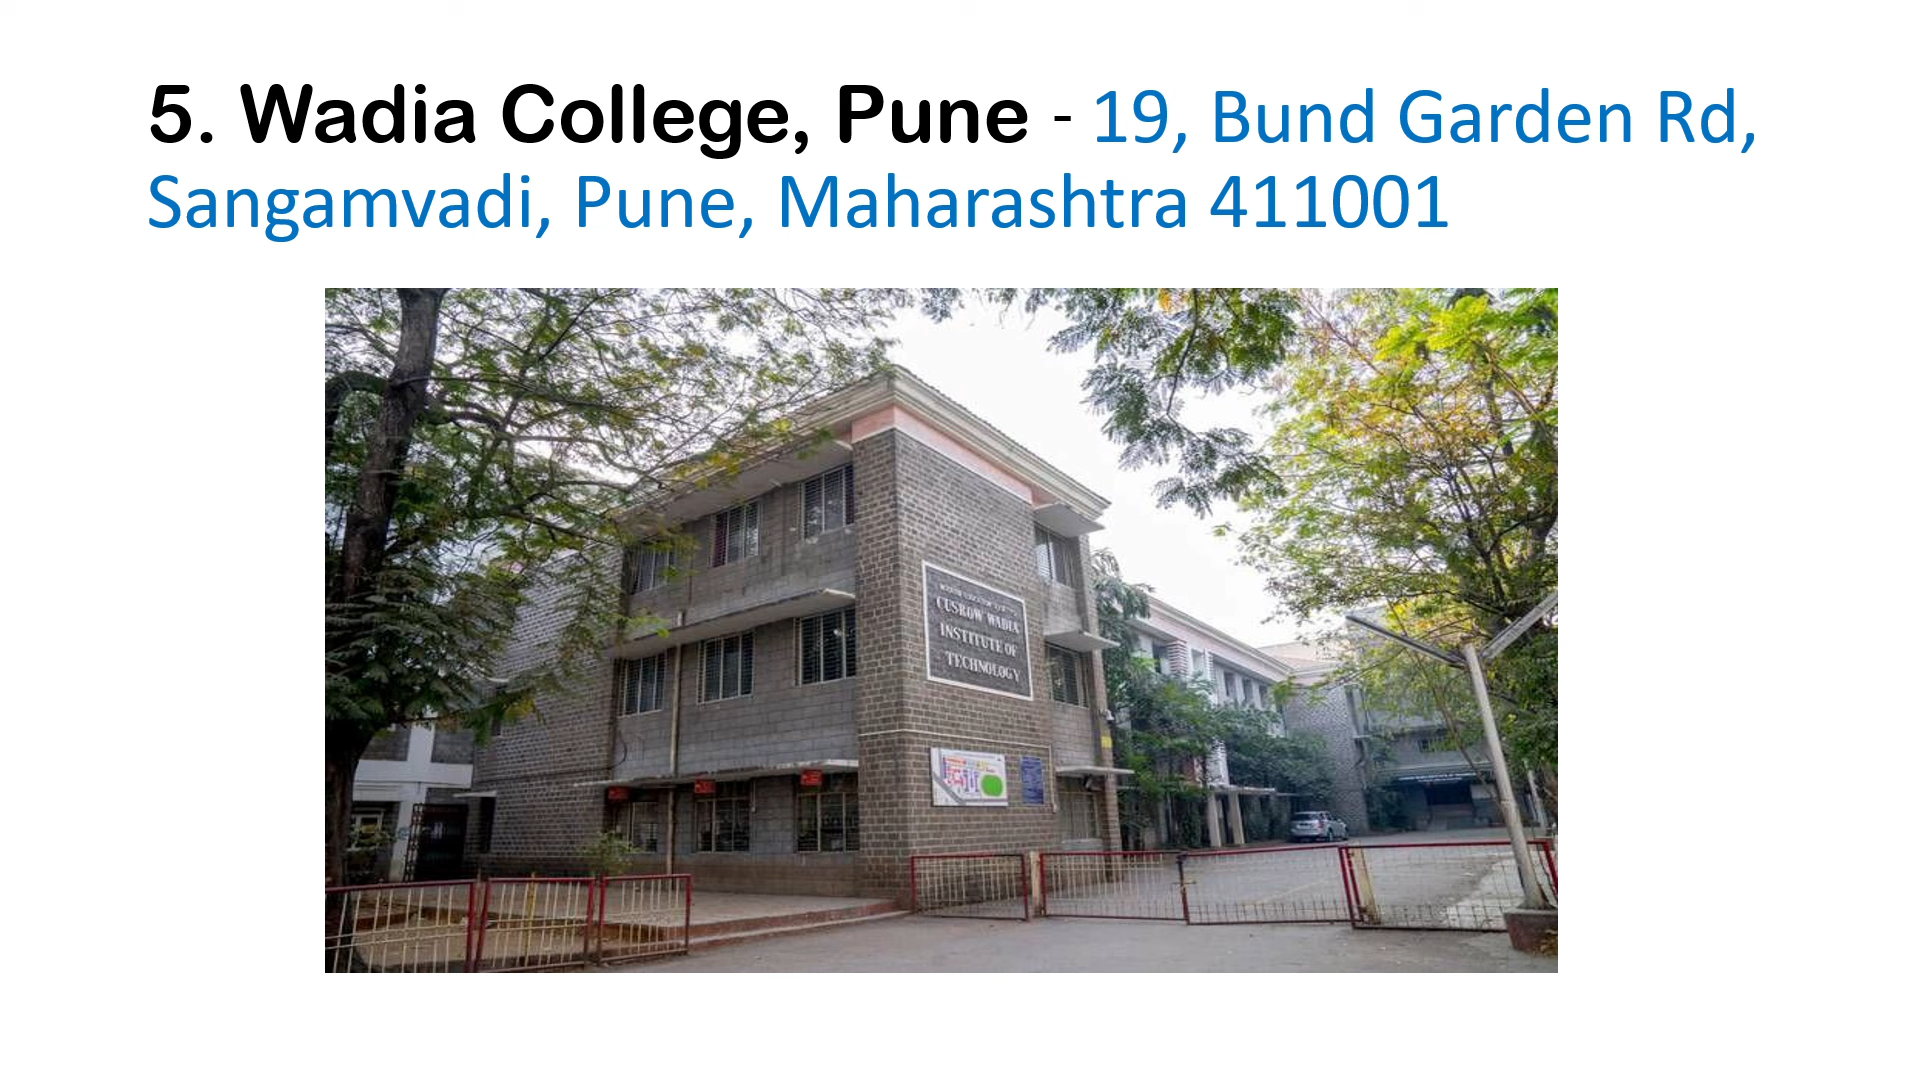 5. Wadia College, Pune - 19, Bund Garden Rd,
Sangamvadi, Pune, Maharashtra 411001
CUSROW WADIA
INSTITUTE OF
TECHNOLOGY